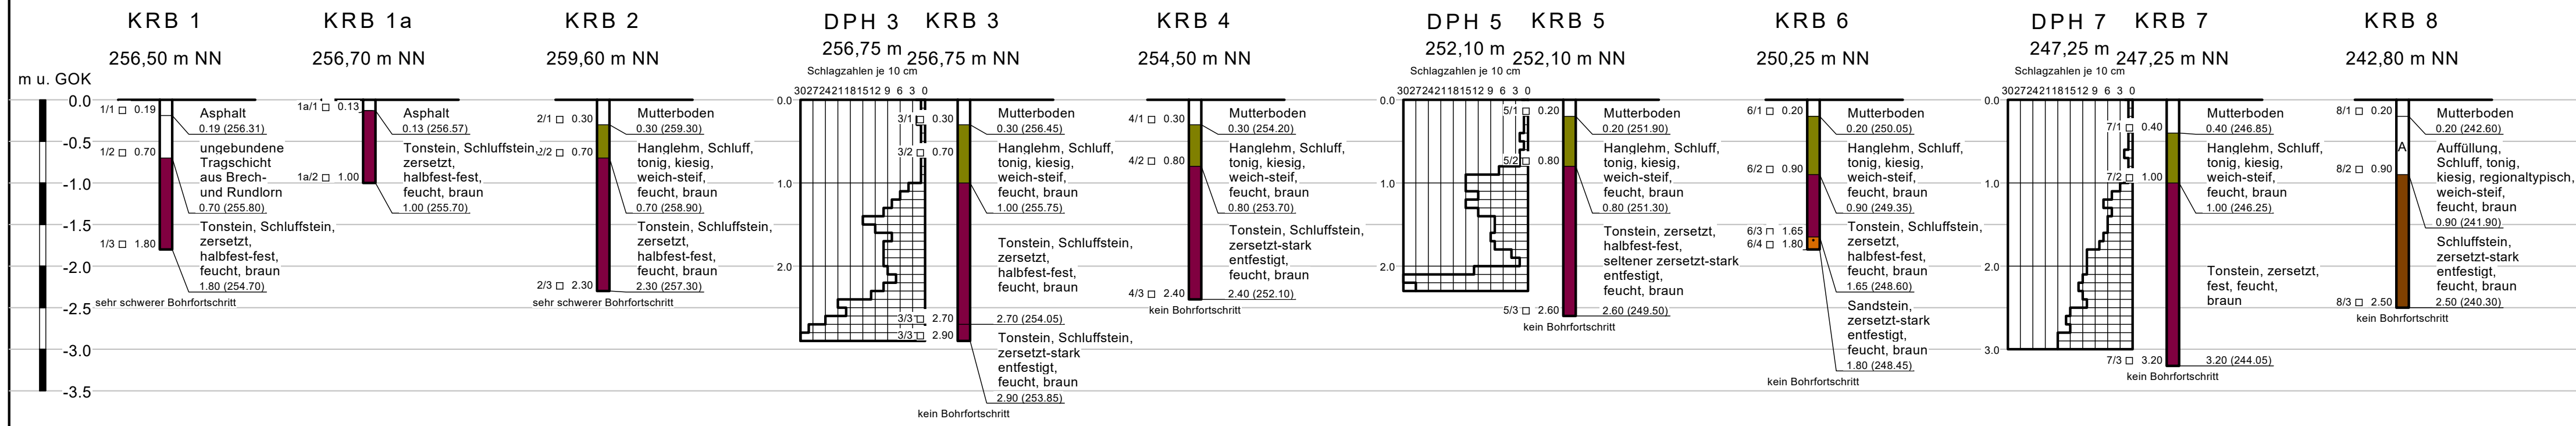 KRB 1
256,50 m NN
KRB 1a
256,70 m NN
KRB 2
259,60 m NN
DPH 3
256,75 m
Schlagzahlen je 10 cm
KRB 3
256,75 m NN
KRB 4
254,50 m NN
DPH 5
252,10 m
Schlagzahlen je 10 cm
KRB 5
252,10 m NN
KRB 6
250,25 m NN
DPH 7
247,25 m
Schlagzahlen je 10 cm
KRB 7
247,25 m NN
KRB 8
242,80 m NN
m u. GOK
0.0
-0.5
-1.0
-1.5
-2.0
-2.5
-3.0
-3.5
1/1 0.19
1/2 0.70
1/3 1.80
Asphalt
0.19 (256.31)
ungebundene
Tragschicht
aus Brech-
und Rundlorn
0.70 (255.80)
Tonstein, Schluffstein,
zersetzt,
halbfest-fest,
feucht, braun
1.80 (254.70)
sehr schwerer Bohrfortschritt
1a/1 0.13
1a/2 1.00
Asphalt
0.13 (256.57)
Tonstein, Schluffstein,
zersetzt,
halbfest-fest,
feucht, braun
1.00 (255.70)
2/1 0.30
2/2 0.70
2/3 2.30
Mutterboden
0.30 (259.30)
Hanglehm, Schluff,
tonig, kiesig,
weich-steif,
feucht, braun
0.70 (258.90)
Tonstein, Schluffstein,
zersetzt,
halbfest-fest,
feucht, braun
2.30 (257.30)
sehr schwerer Bohrfortschritt
30 27 24 21 18 15 12 9 6 3 0
0.0
1.0
2.0
3/1 0.30
3/2 0.70
3/3 2.70
3/3 2.90
Mutterboden
0.30 (256.45)
Hanglehm, Schluff,
tonig, kiesig,
weich-steif,
feucht, braun
1.00 (255.75)
Tonstein, Schluffstein,
zersetzt,
halbfest-fest,
feucht, braun
2.70 (254.05)
Tonstein, Schluffstein,
zersetzt-stark
entfestigt,
feucht, braun
2.90 (253.85)
kein Bohrfortschritt
4/1 0.30
4/2 0.80
4/3 2.40
Mutterboden
0.30 (254.20)
Hanglehm, Schluff,
tonig, kiesig,
weich-steif,
feucht, braun
0.80 (253.70)
Tonstein, Schluffstein,
zersetzt-stark
entfestigt,
feucht, braun
2.40 (252.10)
kein Bohrfortschritt
30 27 24 21 18 15 12 9 6 3 0
0.0
1.0
2.0
5/1 0.20
5/2 0.80
5/3 2.60
Mutterboden
0.20 (251.90)
Hanglehm, Schluff,
tonig, kiesig,
weich-steif,
feucht, braun
0.80 (251.30)
Tonstein, zersetzt,
halbfest-fest,
seltener zersetzt-stark
entfestigt,
feucht, braun
2.60 (249.50)
kein Bohrfortschritt
6/1 0.20
6/2 0.90
6/3 1.65
6/4 1.80
Mutterboden
0.20 (250.05)
Hanglehm, Schluff,
tonig, kiesig,
weich-steif,
feucht, braun
0.90 (249.35)
Tonstein, Schluffstein,
zersetzt,
halbfest-fest,
feucht, braun
1.65 (248.60)
Sandstein,
zersetzt-stark
entfestigt,
feucht, braun
1.80 (248.45)
kein Bohrfortschritt
30 27 24 21 18 15 12 9 6 3 0
0.0
1.0
2.0
3.0
7/1 0.40
7/2 1.00
7/3 3.20
Mutterboden
0.40 (246.85)
Hanglehm, Schluff,
tonig, kiesig,
weich-steif,
feucht, braun
1.00 (246.25)
Tonstein, zersetzt,
fest, feucht,
braun
3.20 (244.05)
kein Bohrfortschritt
8/1 0.20
8/2 0.90
8/3 2.50
A
Mutterboden
0.20 (242.60)
Auffüllung,
Schluff, tonig,
kiesig, regionaltypisch,
weich-steif,
feucht, braun
0.90 (241.90)
Schluffstein,
zersetzt-stark
entfestigt,
feucht, braun
2.50 (240.30)
kein Bohrfortschritt